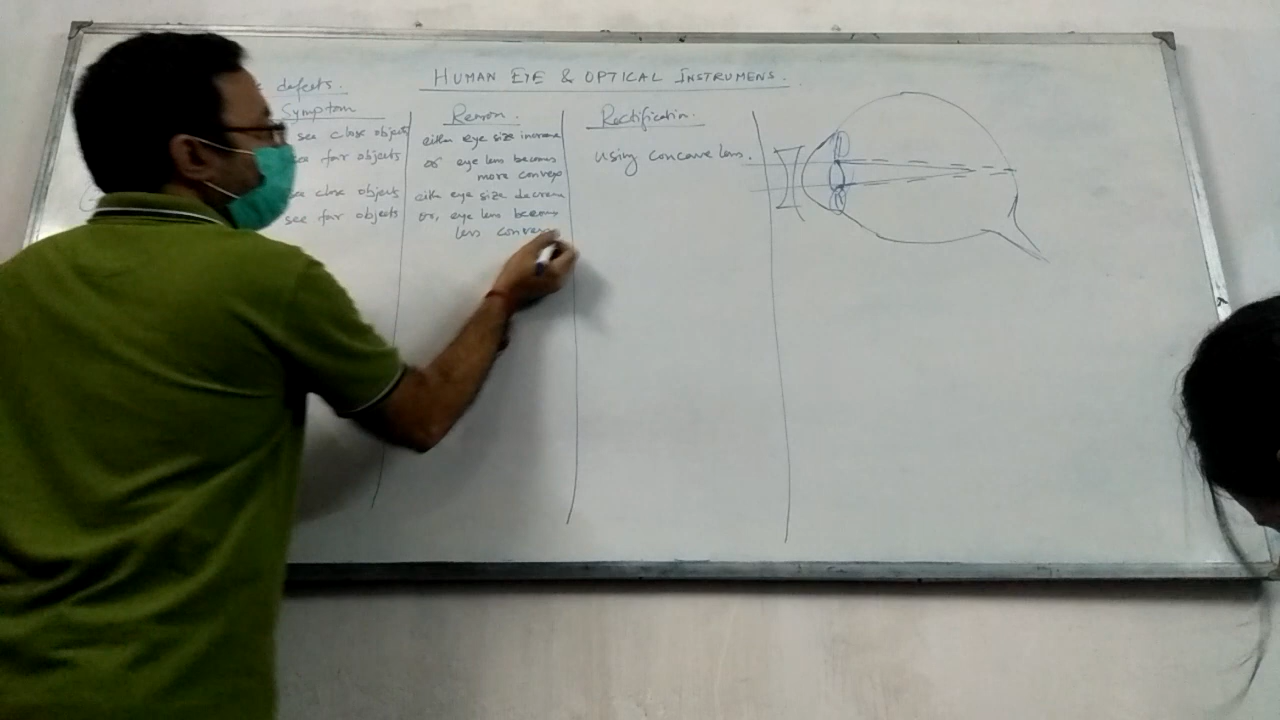 defects.
HUMAN EYE & OPTICAL INSTRUMENS.
Symptom
Reason.
Rectification.
see close objects
see far objects
either eye size increase
or eye lens becomes
more convex
using concave lens.
see close objects
see far objects
either eye size decrease
or, eye lens becomes
less convex